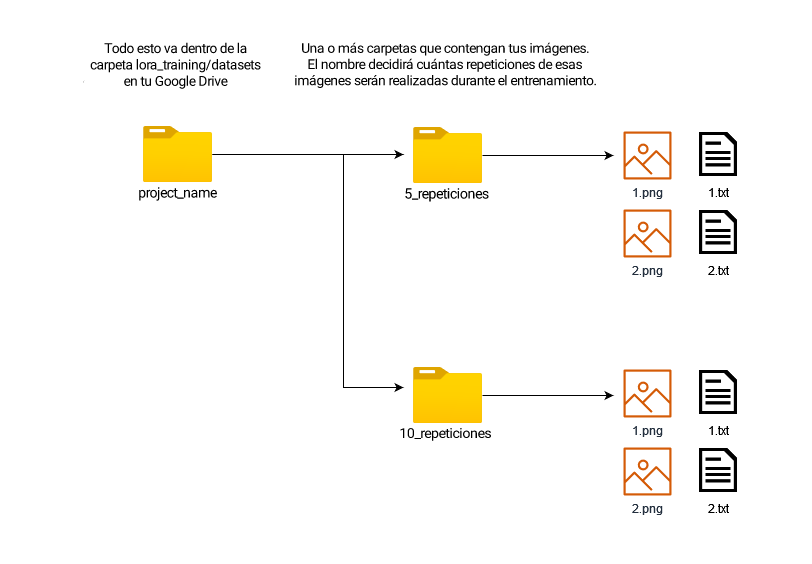 Todo esto va dentro de la
carpeta lora_training/datasets
en tu Google Drive
Una o más carpetas que contengan tus imágenes.
El nombre decidirá cuántas repeticiones de esas
imágenes serán realizadas durante el entrenamiento.
project_name
5_repeticiones
1.png
1.txt
2.png
2.txt
10_repeticiones
1.png
1.txt
2.png
2.txt